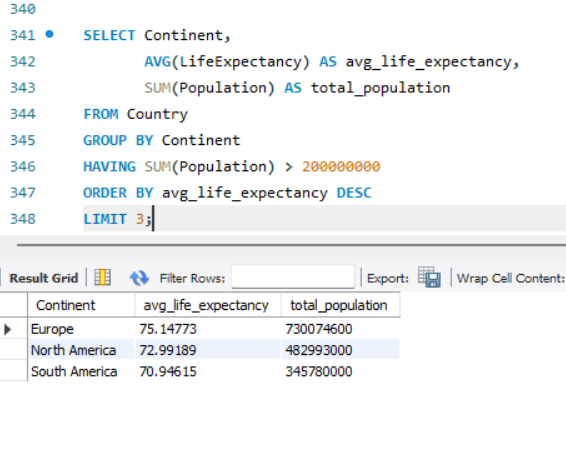 340
341 SELECT Continent,
342 AVG(LifeExpectancy) AS avg_life_expectancy,
343 SUM(Population) AS total_population
344 FROM Country
345 GROUP BY Continent
346 HAVING SUM(Population) > 200000000
347 ORDER BY avg_life_expectancy DESC
348 LIMIT 3;
Result Grid Filter Rows: Export: Wrap Cell Content:
Continent avg_life_expectancy total_population
Europe 75.14773 730074600
North America 72.99189 482993000
South America 70.94615 345780000